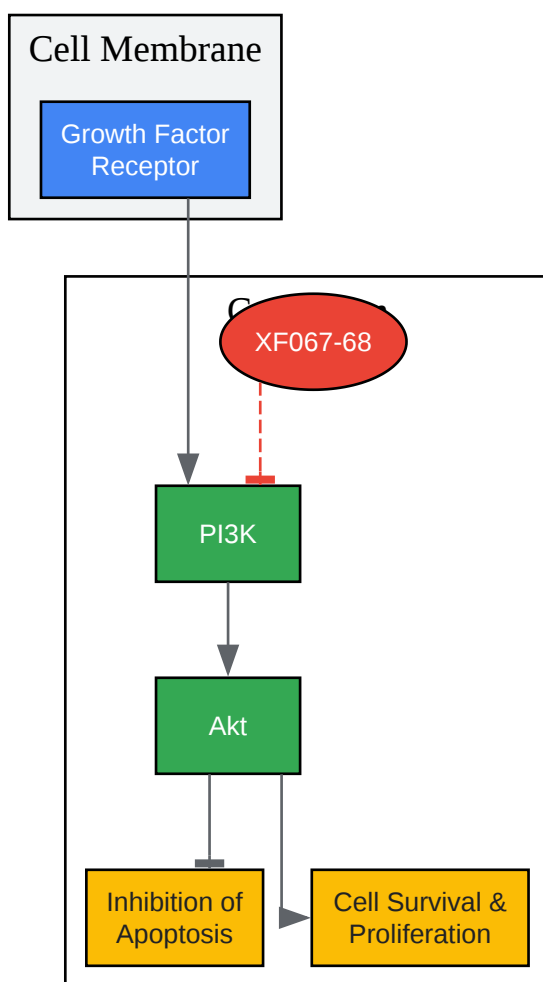 Cell Membrane
Growth Factor
Receptor
XF067-68
PI3K
Akt
Inhibition of
Apoptosis
Cell Survival &
Proliferation